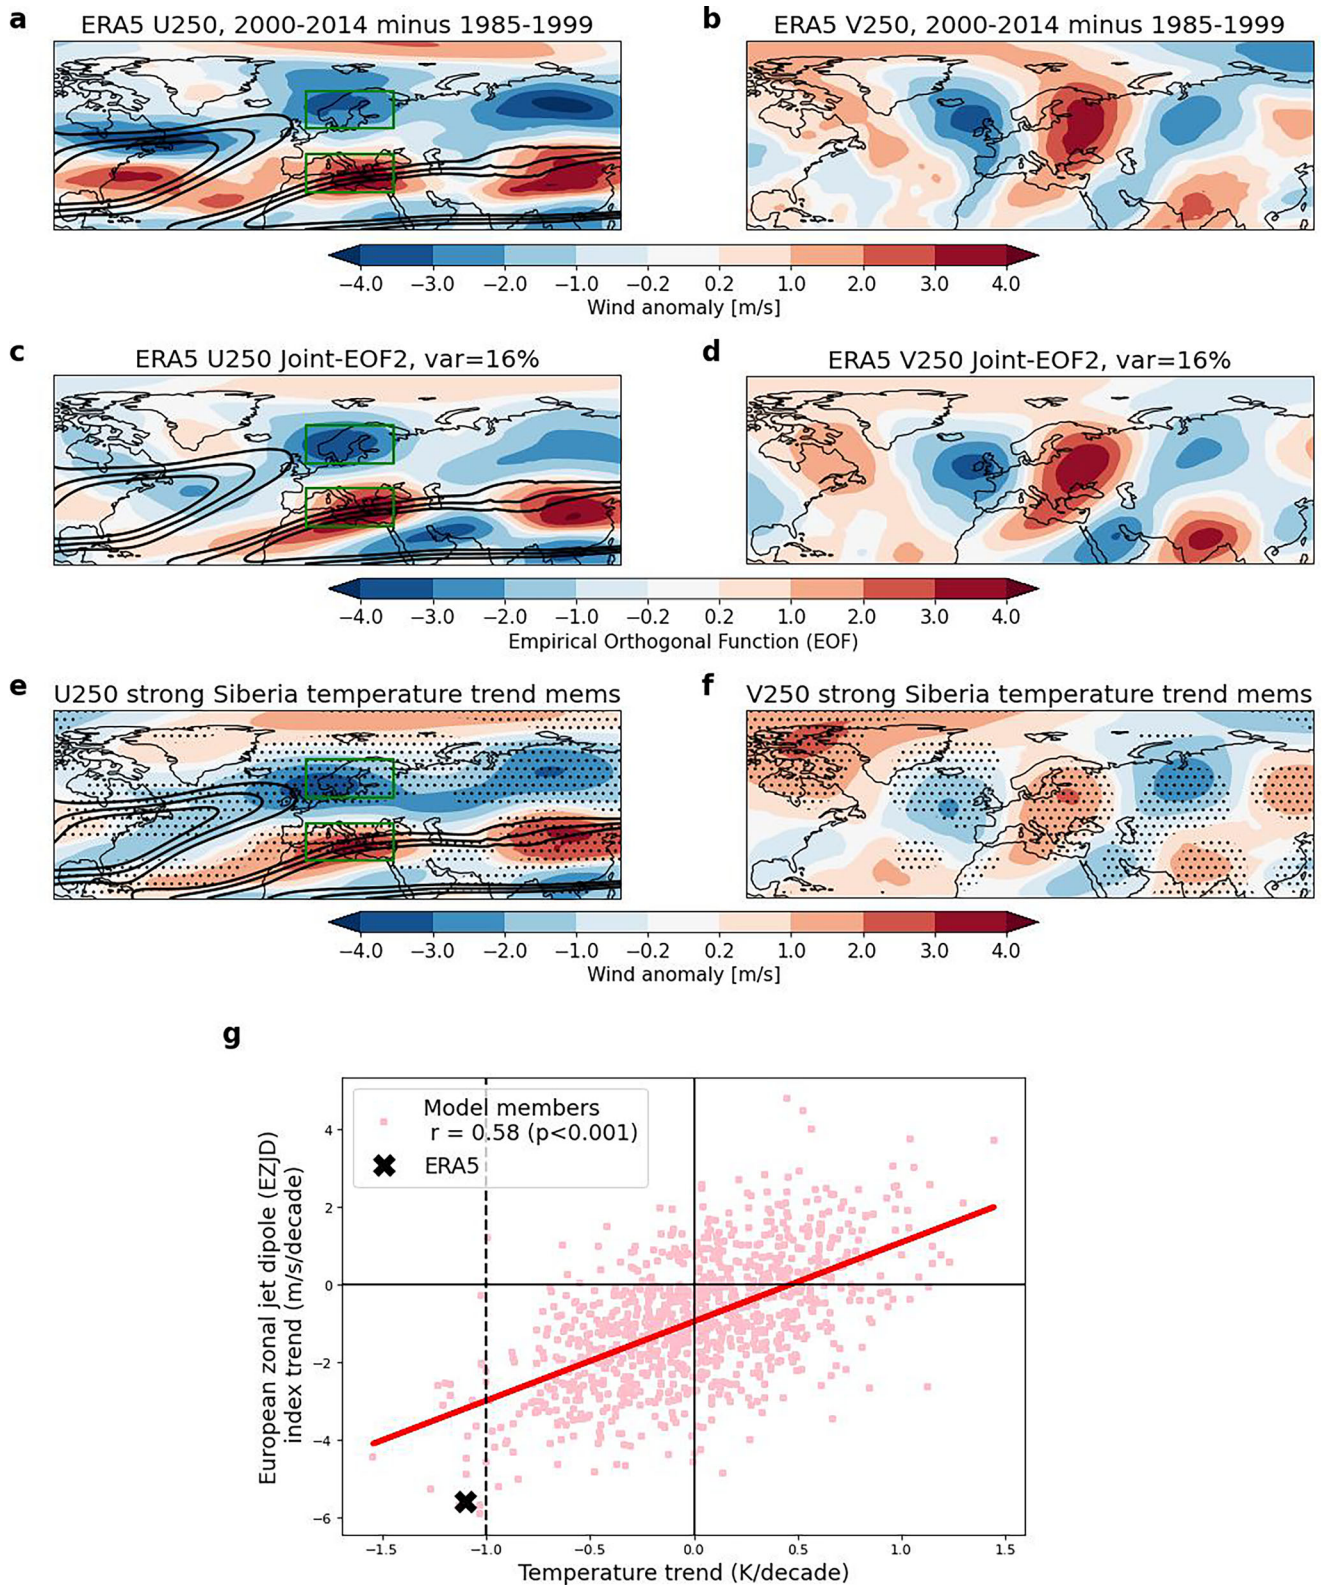 a
ERA5 U250, 2000-2014 minus 1985-1999
b
ERA5 V250, 2000-2014 minus 1985-1999
−4.0 −3.0 −2.0 −1.0 −0.2 0.2 1.0 2.0 3.0 4.0
Wind anomaly [m/s]
c
ERA5 U250 Joint-EOF2, var=16%
d
ERA5 V250 Joint-EOF2, var=16%
−4.0 −3.0 −2.0 −1.0 −0.2 0.2 1.0 2.0 3.0 4.0
Empirical Orthogonal Function (EOF)
e
U250 strong Siberia temperature trend mems
f
V250 strong Siberia temperature trend mems
−4.0 −3.0 −2.0 −1.0 −0.2 0.2 1.0 2.0 3.0 4.0
Wind anomaly [m/s]
g
European zonal jet dipole (EZJD)
index trend (m/s/decade)
Model members
r = 0.58 (p<0.001)
ERA5
4
2
0
−2
−4
−6
−1.5 −1.0 −0.5 0.0 0.5 1.0 1.5
Temperature trend (K/decade)